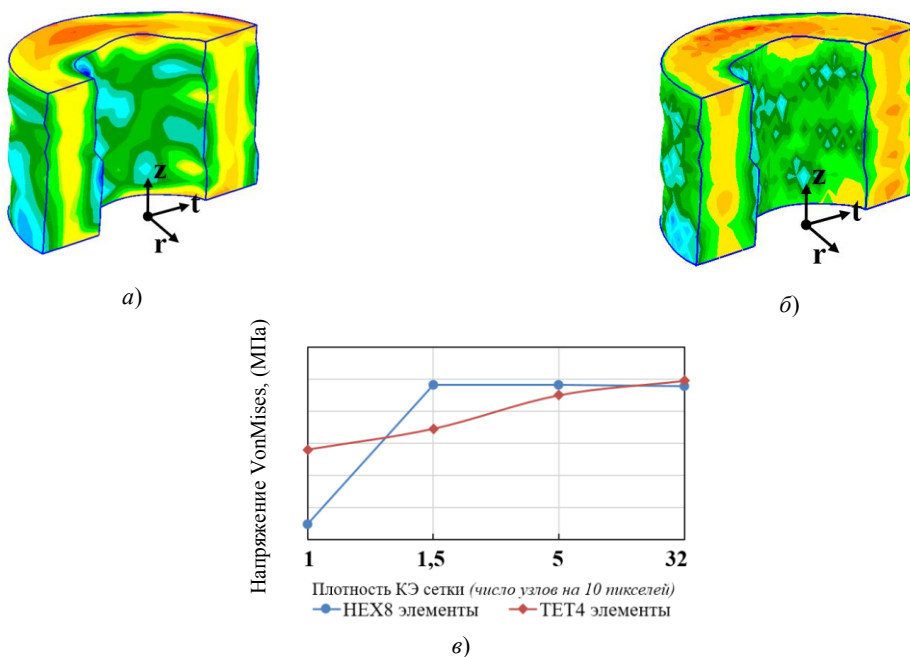 z
t
r
z
t
r
а)
б)
Напряжение VonMises, (МПа)
1 1,5 5 32
Плотность КЭ сетки (число узлов на 10 пикселей)
HEX8 элементы TET4 элементы
в)